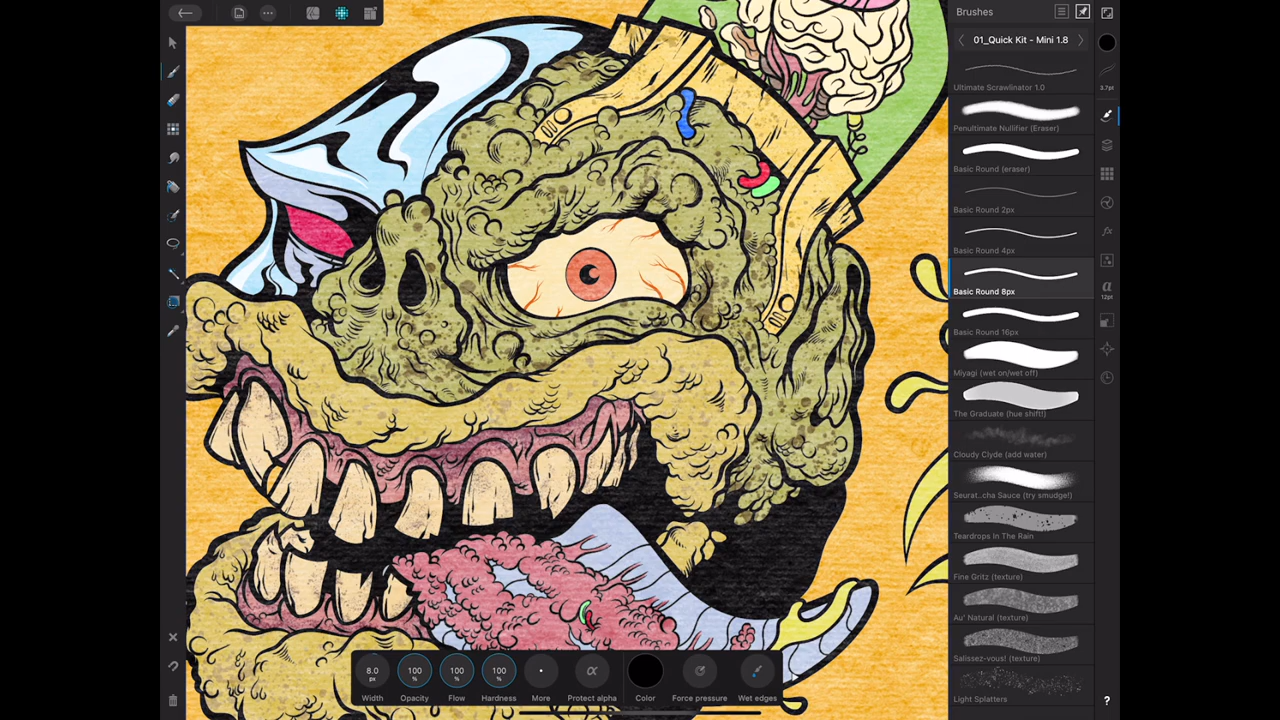 Brushes
01_Quick Kit - Mini 1.8
3.7pt
Ultimate Scrawlinator 1.0
Penultimate Nullifier (Eraser)
Basic Round (eraser)
Basic Round 2px
Basic Round 4px
Basic Round 8px
a
12pt
Basic Round 16px
Miyagi (wet on/wet off)
The Graduate (hue shift!)
Cloudy Clyde (add water)
Seurat..cha Sauce (try smudge!)
Teardrops In The Rain
Fine Gritz (texture)
Au' Natural (texture)
Salissez-vous! (texture)
Light Splatters
?
8.0 px
100 %
100 %
100 %
α
Width
Opacity
Flow
Hardness
More
Protect alpha
Color
Force pressure
Wet edges